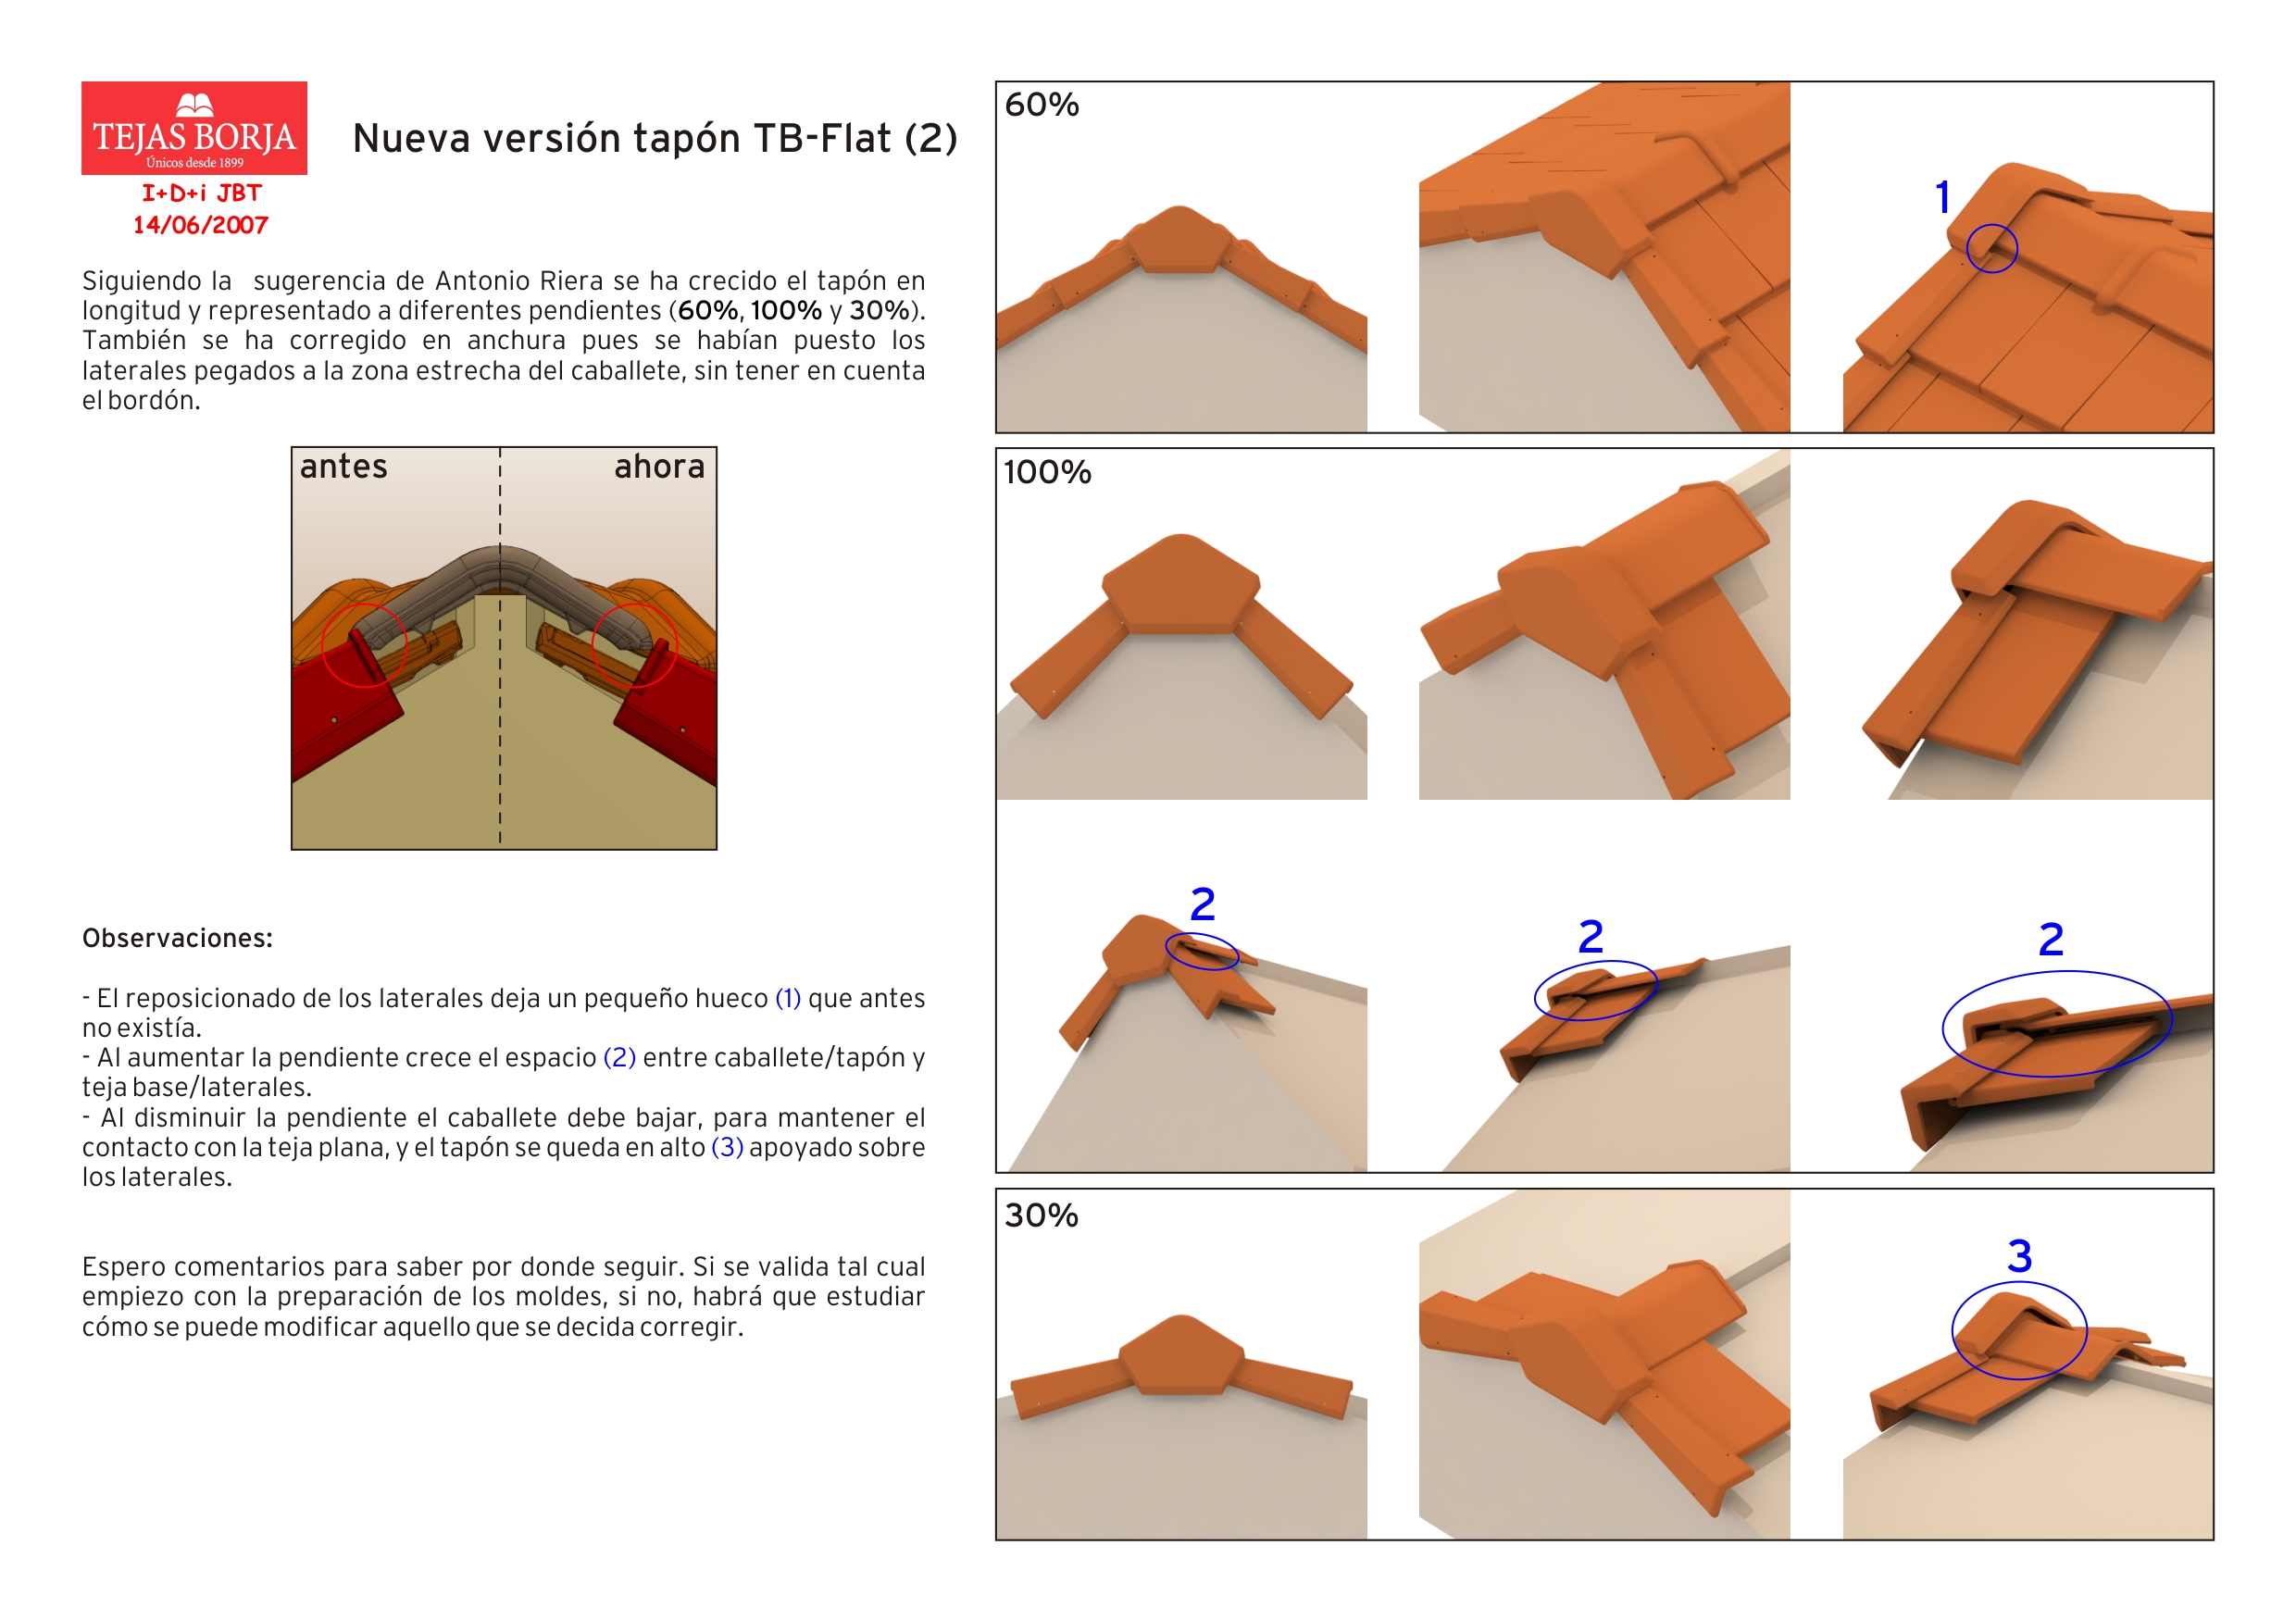 TEJAS BORJA
Únicos desde 1899
I+D+i JBT
14/06/2007
Nueva versión tapón TB-Flat (2)
Siguiendo la sugerencia de Antonio Riera se ha crecido el tapón en
longitud y representado a diferentes pendientes (60%, 100% y 30%).
También se ha corregido en anchura pues se habían puesto los
laterales pegados a la zona estrecha del caballete, sin tener en cuenta
el bordón.
antes
ahora
Observaciones:
- El reposicionado de los laterales deja un pequeño hueco (1) que antes
no existía.
- Al aumentar la pendiente crece el espacio (2) entre caballete/tapón y
teja base/laterales.
- Al disminuir la pendiente el caballete debe bajar, para mantener el
contacto con la teja plana, y el tapón se queda en alto (3) apoyado sobre
los laterales.
Espero comentarios para saber por donde seguir. Si se valida tal cual
empiezo con la preparación de los moldes, si no, habrá que estudiar
cómo se puede modificar aquello que se decida corregir.
60%
1
100%
2
2
2
30%
3